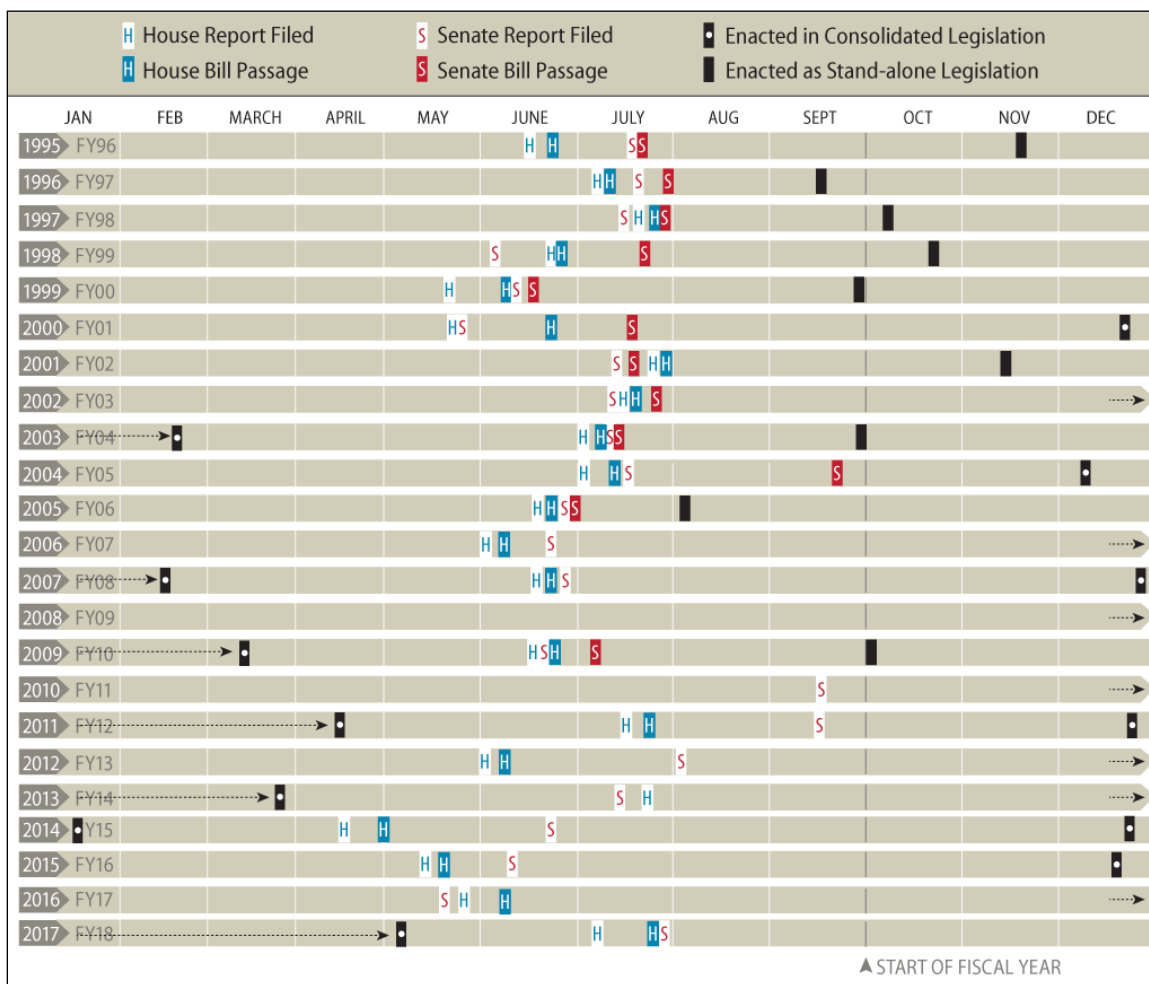 H House Report Filed S Senate Report Filed Enacted in Consolidated Legislation
H House Bill Passage S Senate Bill Passage Enacted as Stand-alone Legislation
JAN FEB MARCH APRIL MAY JUNE JULY AUG SEPT OCT NOV DEC
1995 FY96 H H S S
1996 FY97 H H S S
1997 FY98 S H H S
1998 FY99 S H H S
1999 FY00 H H S S
2000 FY01 H S H S
2001 FY02 S S H H
2002 FY03 S H H S
2003 FY04 H H S S
2004 FY05 H H S S
2005 FY06 H H S S
2006 FY07 H H S
2007 FY08 H H S
2008 FY09
2009 FY10 H S H S
2010 FY11 S
2011 FY12 H H S
2012 FY13 H H S
2013 FY14 S H
2014 Y15 H H S
2015 FY16 H H S
2016 FY17 S H H
2017 FY18 H H S
START OF FISCAL YEAR